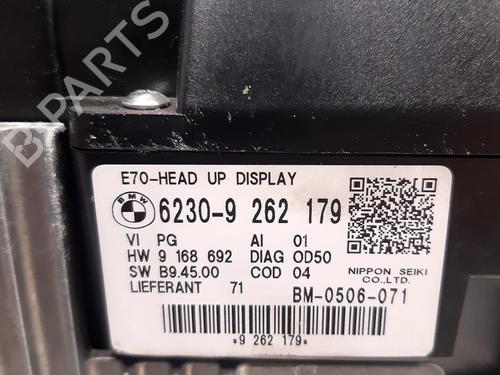 B-PARTS
E70-HEAD UP DISPLAY
BMW 6230-9 262 179
VI PG AI 01
HW 9 168 692 DIAG OD50
SW B9.45.00 COD 04
LIEFERANT 71
NIPPON SEIKI
CO.,LTD.
BM-0506-071
*9 262 179*